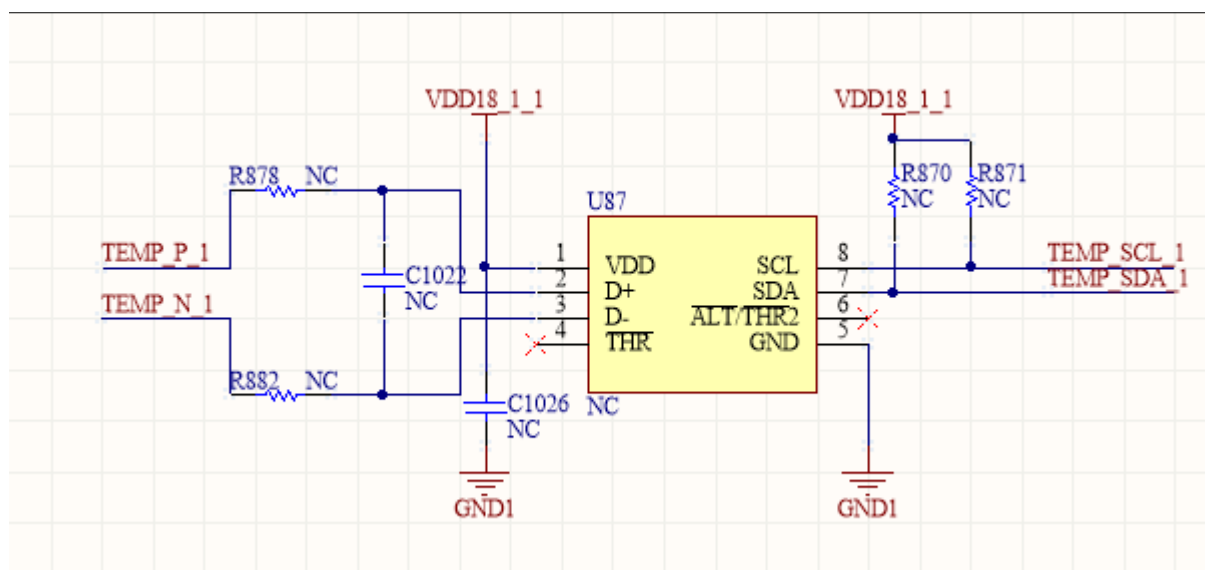 VDD18_1_1
VDD18_1_1
R878 NC
R870
NC
R871
NC
U87
TEMP_P_1
TEMP_N_1
C1022
NC
1 VDD
2 D+
3 D-
4 THR
SCL 8
SDA 7
ALT/THR2 6
GND 5
TEMP_SCL_1
TEMP_SDA_1
R882 NC
C1026
NC
NC
GND1
GND1